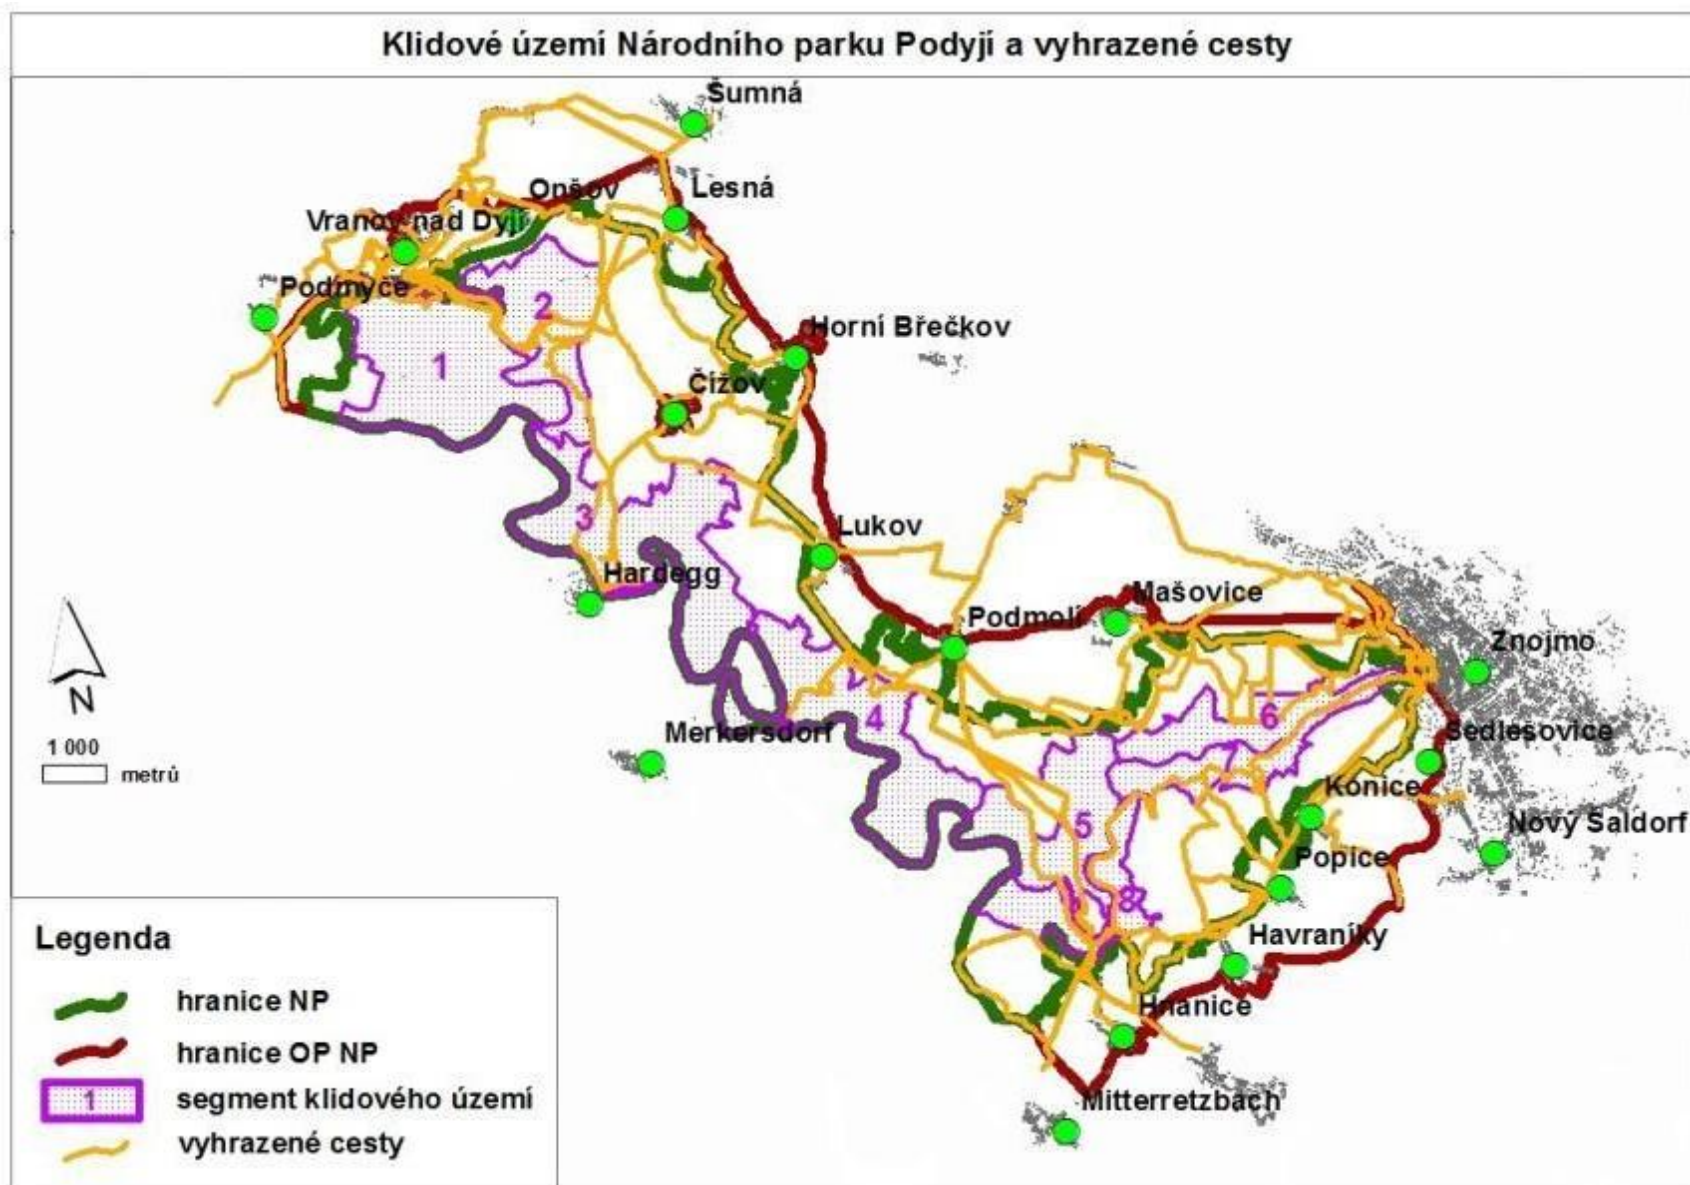 Klidové území Národního parku Podyjí a vyhrazené cesty
Šumná
Onšov
Lesná
Vranov nad Dyjí
Podmyče
2
Horní Břečkov
1
Čížov
3
Lukov
Hardegg
Mašovice
Podmolí
Znojmo
N
4
6
Merkersdorf
Sedlešovice
1 000
metrů
Konice
5
Nový Šaldorf
Popice
8
Havraníky
Hnanice
Mitterretzbach
Legenda
hranice NP
hranice OP NP
1 segment klidového území
vyhrazené cesty